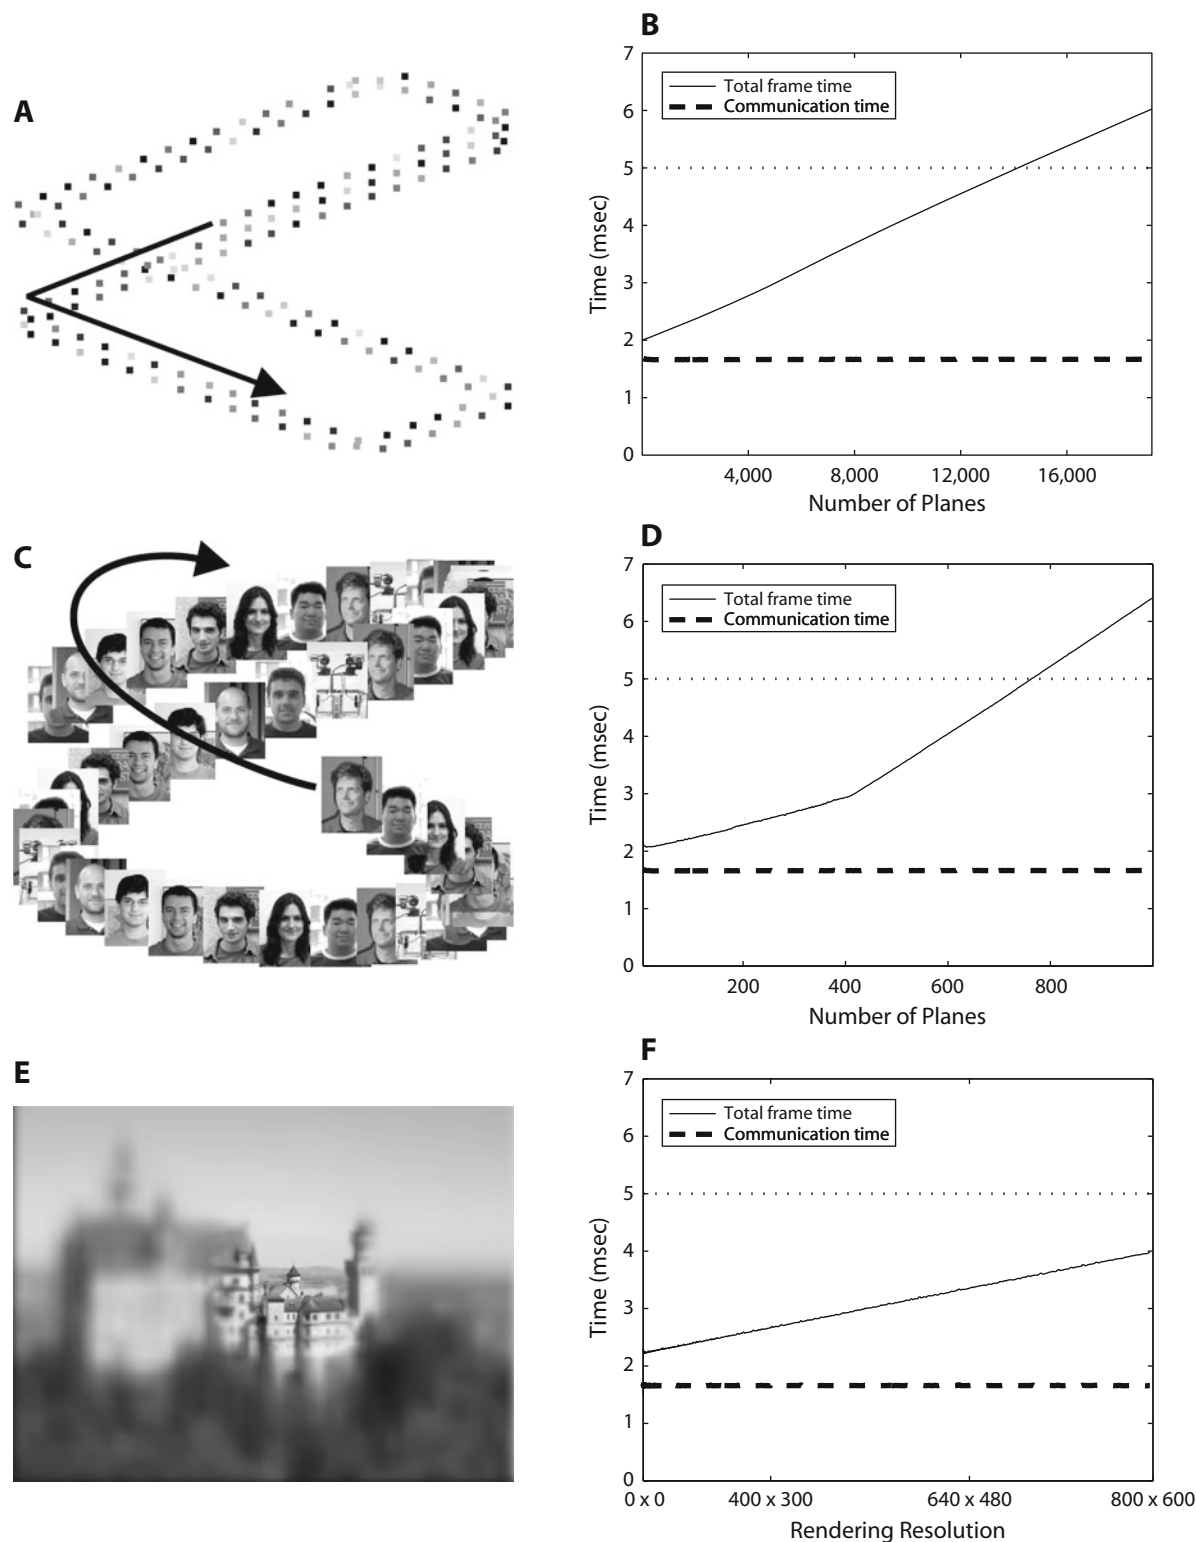 A
B
7
6
5
4
3
2
1
0
Time (msec)
Total frame time
Communication time
4,000 8,000 12,000 16,000
Number of Planes
C
D
7
6
5
4
3
2
1
0
Time (msec)
Total frame time
Communication time
200 400 600 800
Number of Planes
E
F
7
6
5
4
3
2
1
0
Time (msec)
Total frame time
Communication time
0 x 0 400 x 300 640 x 480 800 x 600
Rendering Resolution